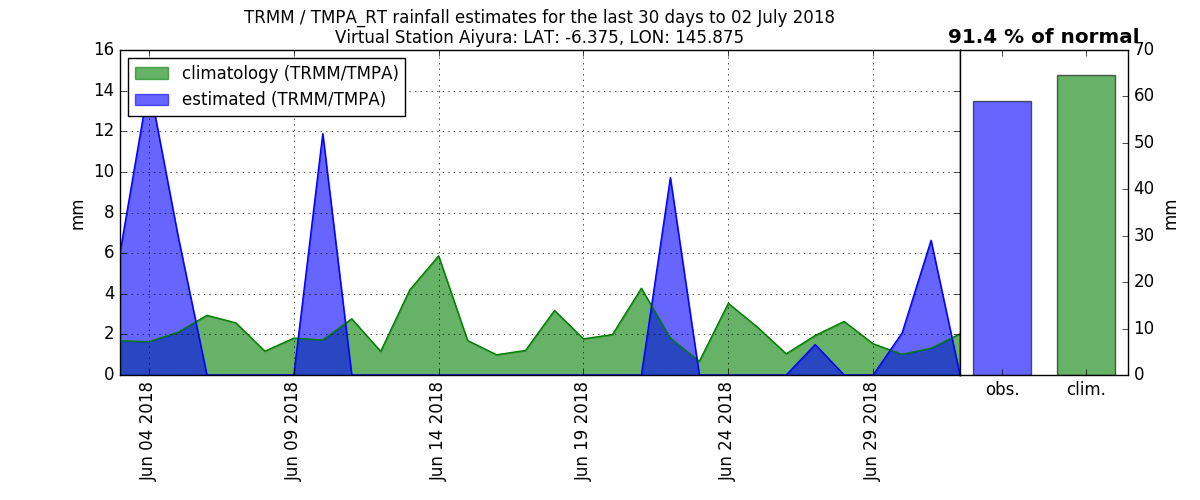 TRMM / TMPA_RT rainfall estimates for the last 30 days to 02 July 2018
Virtual Station Aiyura: LAT: -6.375, LON: 145.875
91.4 % of normal
climatology (TRMM/TMPA)
estimated (TRMM/TMPA)
mm
16
14
12
10
8
6
4
2
0
Jun 04 2018
Jun 09 2018
Jun 14 2018
Jun 19 2018
Jun 24 2018
Jun 29 2018
obs.
clim.
70
60
50
40
30
20
10
0
mm